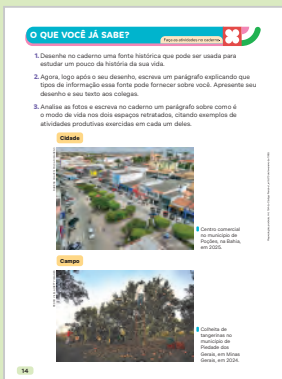 O QUE VOCÊ JÁ SABE?
Faça as atividades no caderno.
1. Desenhe no caderno uma fonte histórica que pode ser usada para
estudar um pouco da história da sua vida.
2. Agora, logo após o seu desenho, escreva um parágrafo explicando que
tipos de informação essa fonte pode fornecer sobre você. Apresente seu
desenho e seu texto aos colegas.
3. Analise as fotos e escreva no caderno um parágrafo sobre como é
o modo de vida nos dois espaços retratados, citando exemplos de
atividades produtivas exercidas em cada um deles.
Cidade
Centro comercial
no município de
Poções, na Bahia,
em 2025.
Campo
Colheita de
tangerinas no
município de
Piedade dos
Gerais, em Minas
Gerais, em 2024.
14